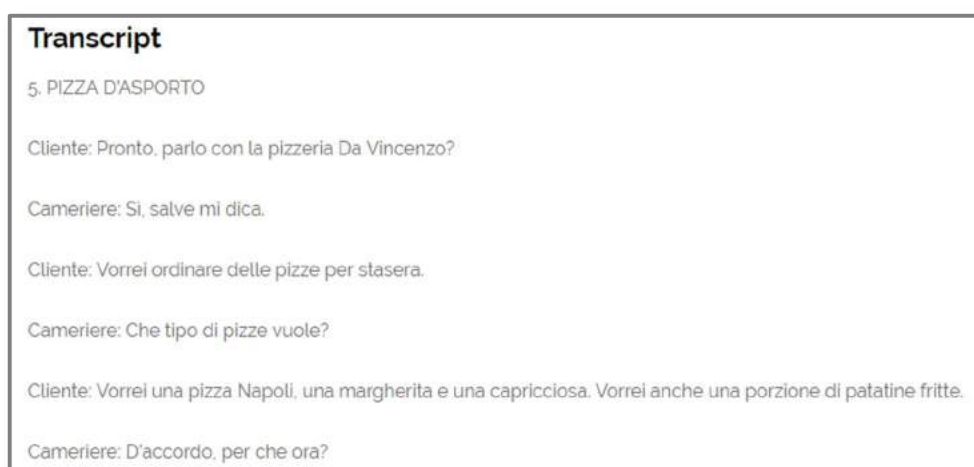 Transcript
5. PIZZA D'ASPORTO
Cliente: Pronto, parlo con la pizzeria Da Vincenzo?
Cameriere: Si, salve mi dica.
Cliente: Vorrei ordinare delle pizze per stasera.
Cameriere: Che tipo di pizze vuole?
Cliente: Vorrei una pizza Napoli, una margherita e una capricciosa. Vorrei anche una porzione di patatine fritte.
Cameriere: D'accordo, per che ora?